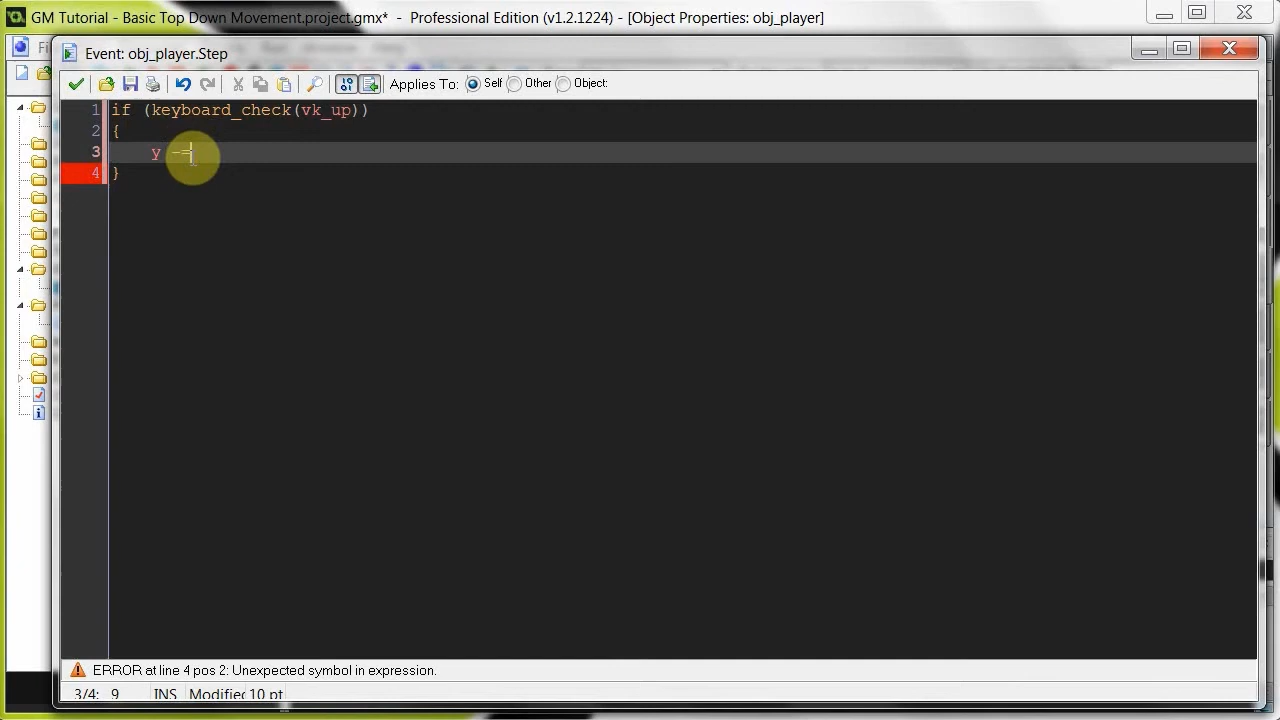 GM Tutorial - Basic Top Down Movement.project.gmx*  -  Professional Edition (v1.2.1224) - [Object Properties: obj_player]
Event: obj_player.Step
Applies To: Self Other Object:
1 if (keyboard_check(vk_up))
2 {
3 y -=
4 }
ERROR at line 4 pos 2: Unexpected symbol in expression.
3/4: 9 INS Modified 10 pt